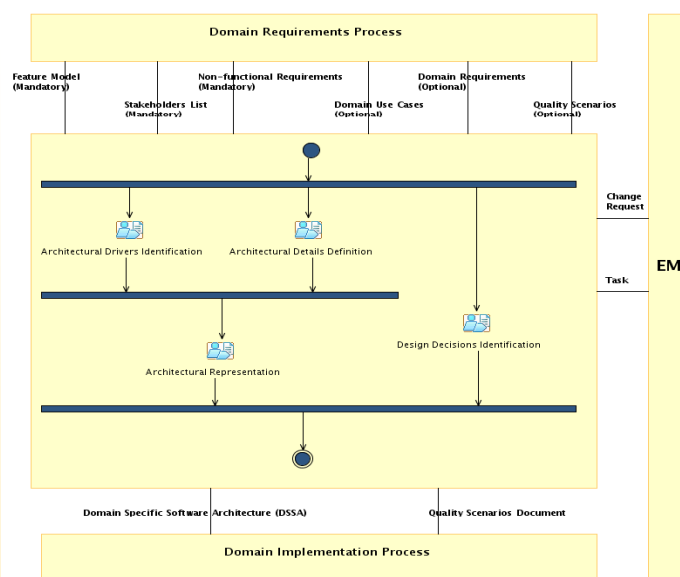 Domain Requirements Process
Feature Model
(Mandatory)
Stakeholders List
(Mandatory)
Non-functional Requirements
(Mandatory)
Domain Use Cases
(Optional)
Domain Requirements
(Optional)
Quality Scenarios
(Optional)
Change
Request
Task
EM
Architectural Drivers Identification
Architectural Details Definition
Design Decisions Identification
Architectural Representation
Domain Specific Software Architecture (DSSA)
Quality Scenarios Document
Domain Implementation Process